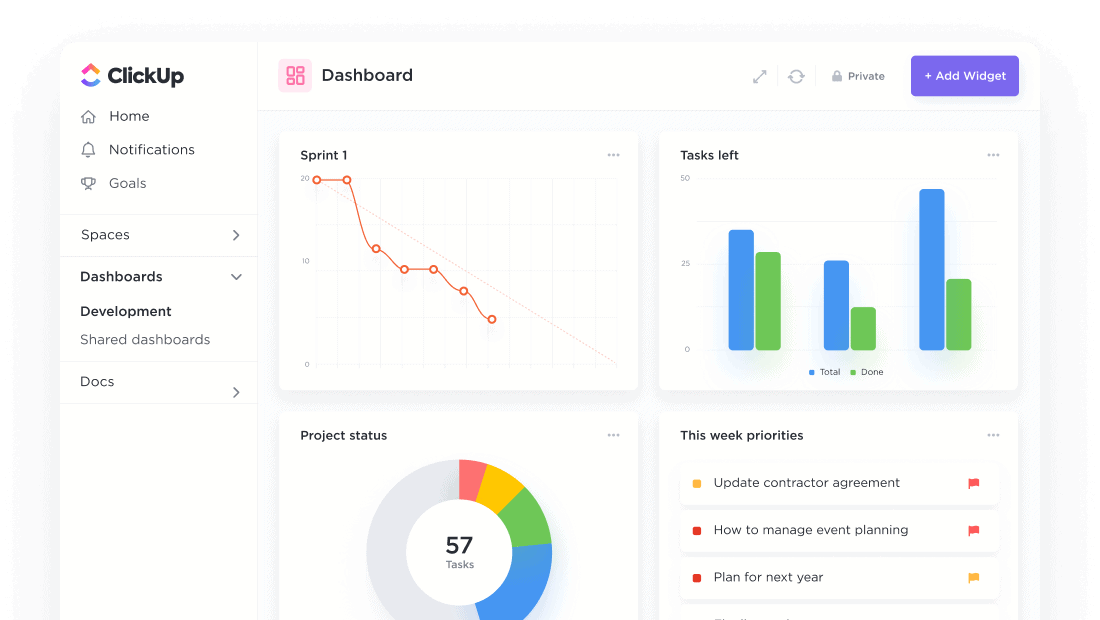 ClickUp
Home
Notifications
Goals
Spaces
Dashboards
Development
Shared dashboards
Docs
Dashboard
Private
+ Add Widget
Sprint 1
20
10
0
Tasks left
50
25
0
Total
Done
Project status
57
Tasks
This week priorities
Update contractor agreement
How to manage event planning
Plan for next year